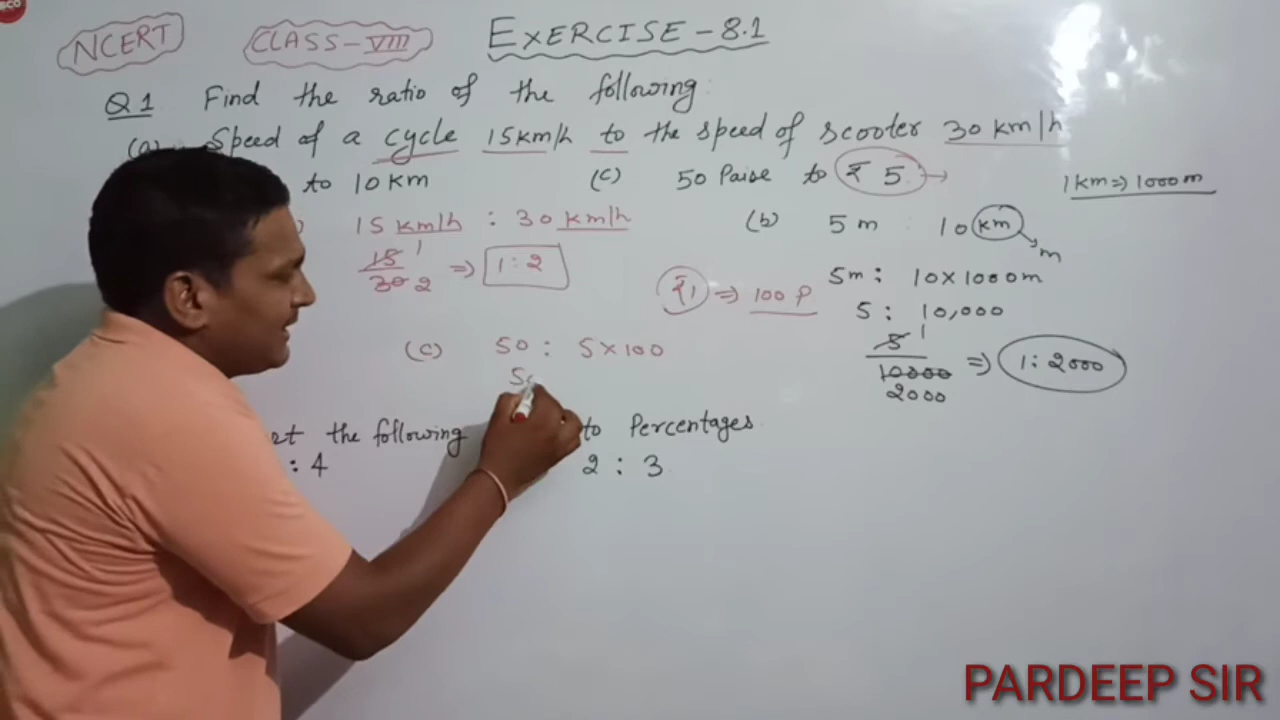 NCERT CLASS-VIII EXERCISE-8.1
Q1 Find the ratio of the following:
(a) Speed of a cycle 15km/h to the speed of scooter 30 km/h
to 10 km (c) 50 Paise to ₹ 5 →
1 km ⇒ 1000 m
15 km/h : 30 km/h
15 1
30 2 ⇒ 1:2
(b) 5 m 10 km
m
5m : 10×1000m
5 : 10,000
5 1
10000 ⇒ 1:2000
2000
₹1 ⇒ 100 P
(c) 50 : 5×100
the following to Percentages
: 4 2 : 3
PARDEEP SIR